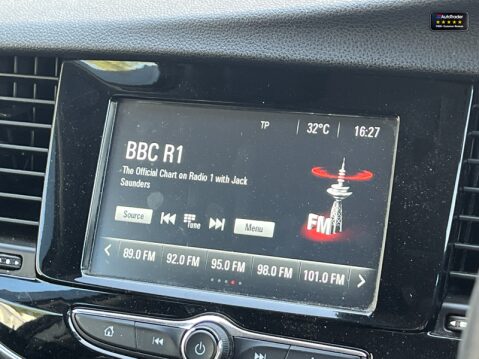 AutoTrader
TP 32°C 16:27
BBC R1
The Official Chart on Radio 1 with Jack
Saunders
FM
Source Tune Menu
89.0 FM 92.0 FM 95.0 FM 98.0 FM 101.0 FM